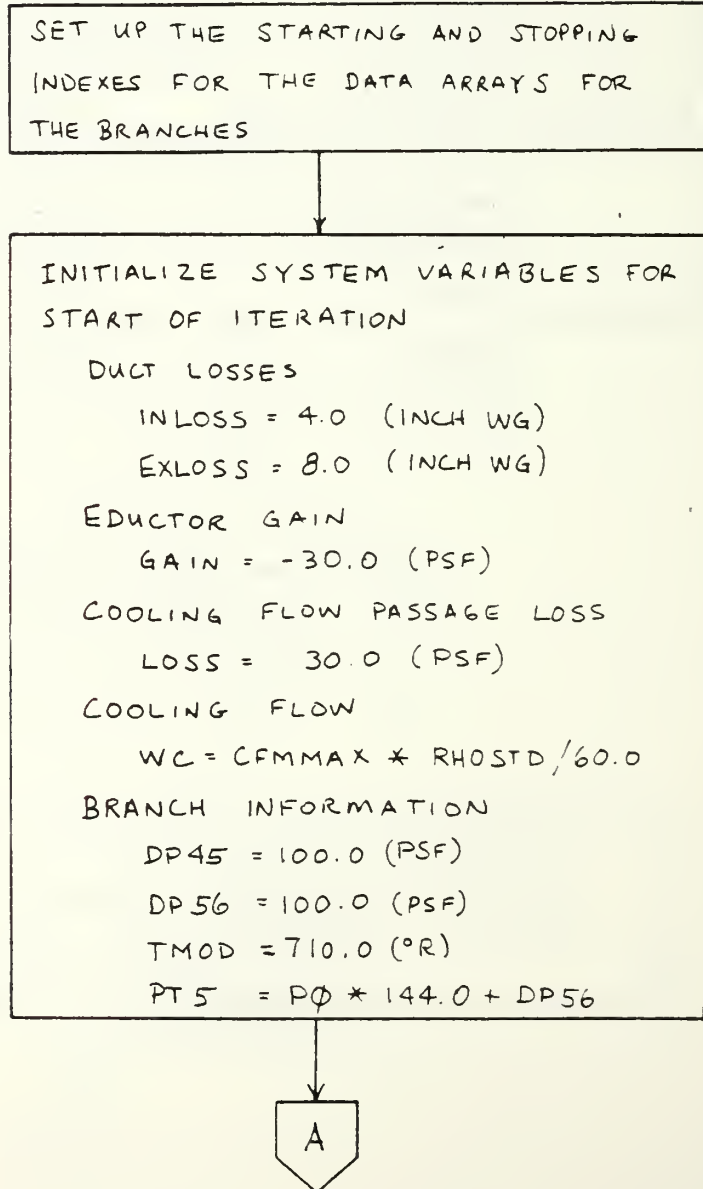 SET UP THE STARTING AND STOPPING
INDEXES FOR THE DATA ARRAYS FOR
THE BRANCHES
INITIALIZE SYSTEM VARIABLES FOR
START OF ITERATION
DUCT LOSSES
INLOSS = 4.0 (INCH WG)
EXLOSS = 8.0 (INCH WG)
EDUCTOR GAIN
GAIN = -30.0 (PSF)
COOLING FLOW PASSAGE LOSS
LOSS = 30.0 (PSF)
COOLING FLOW
WC = CFMMAX * RHOSTD/60.0
BRANCH INFORMATION
DP45 = 100.0 (PSF)
DP56 = 100.0 (PSF)
TMOD = 710.0 (°R)
PT5 = PØ * 144.0 + DP56
A